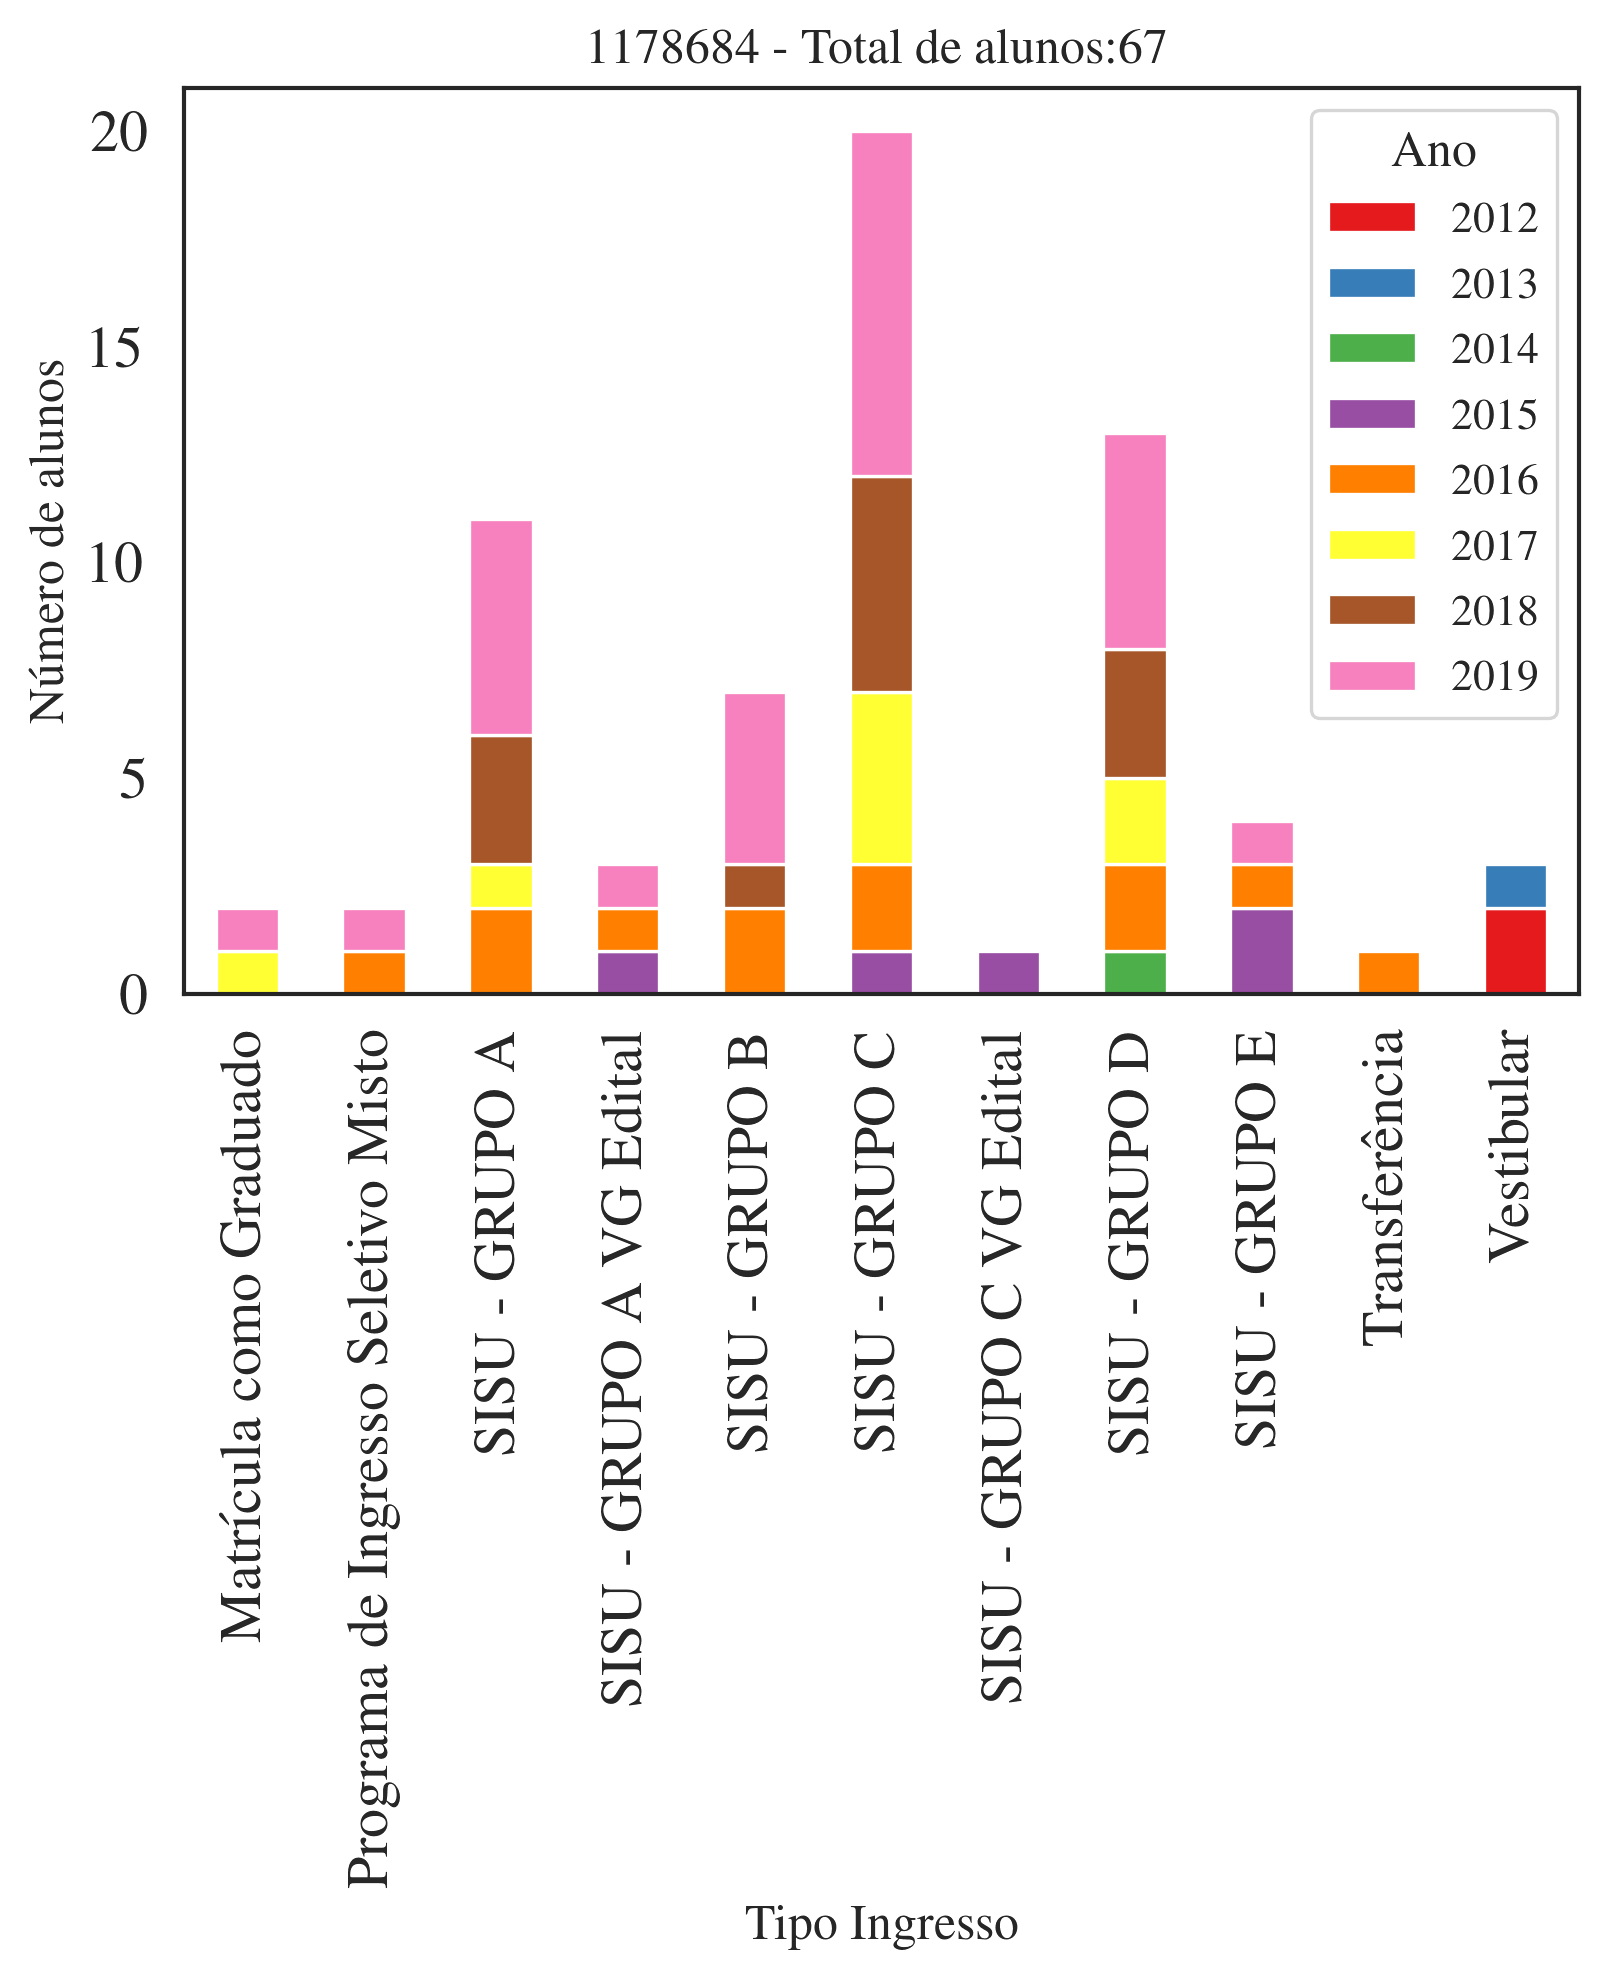 1178684 - Total de alunos:67
Número de alunos
20
15
10
5
0
Ano
2012
2013
2014
2015
2016
2017
2018
2019
Matrícula como Graduado
Programa de Ingresso Seletivo Misto
SISU - GRUPO A
SISU - GRUPO A VG Edital
SISU - GRUPO B
SISU - GRUPO C
SISU - GRUPO C VG Edital
SISU - GRUPO D
SISU - GRUPO E
Transferência
Vestibular
Tipo Ingresso